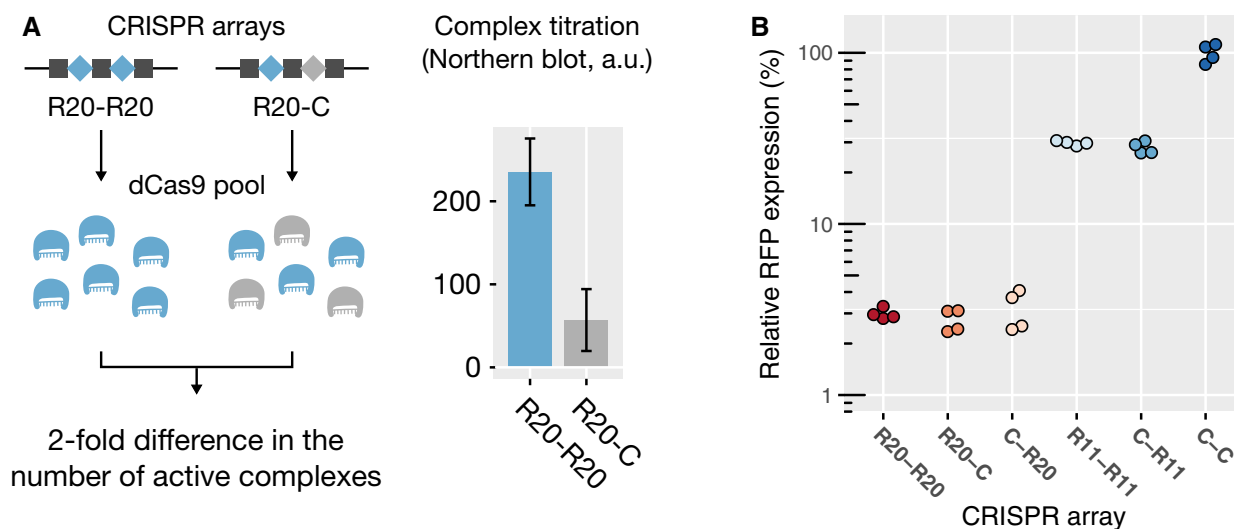 A
CRISPR arrays
R20-R20
R20-C
dCas9 pool
2-fold difference in the
number of active complexes
Complex titration
(Northern blot, a.u.)
200
100
0
R20-R20
R20-C
B
Relative RFP expression (%)
100
10
1
R20–R20
R20–C
C–R20
R11–R11
C–R11
C–C
CRISPR array